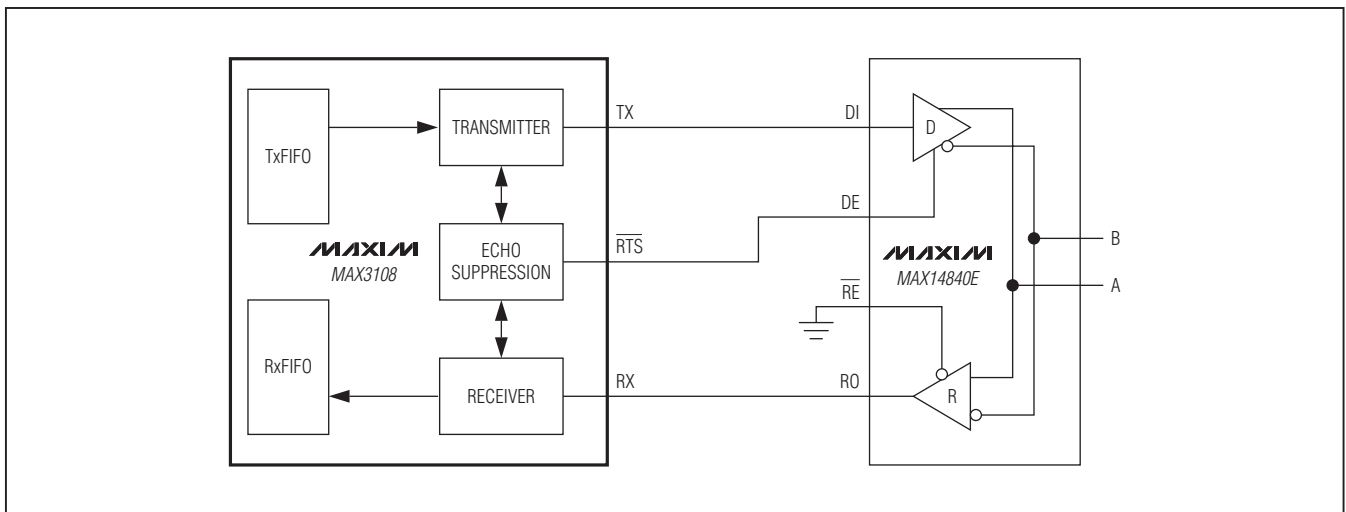 TxFIFO
TRANSMITTER
TX
DI
D
DE
MAXIM
MAX3108
ECHO
SUPPRESSION
RTS
B
MAXIM
MAX14840E
A
RE
RxFIFO
RECEIVER
RX
RO
R